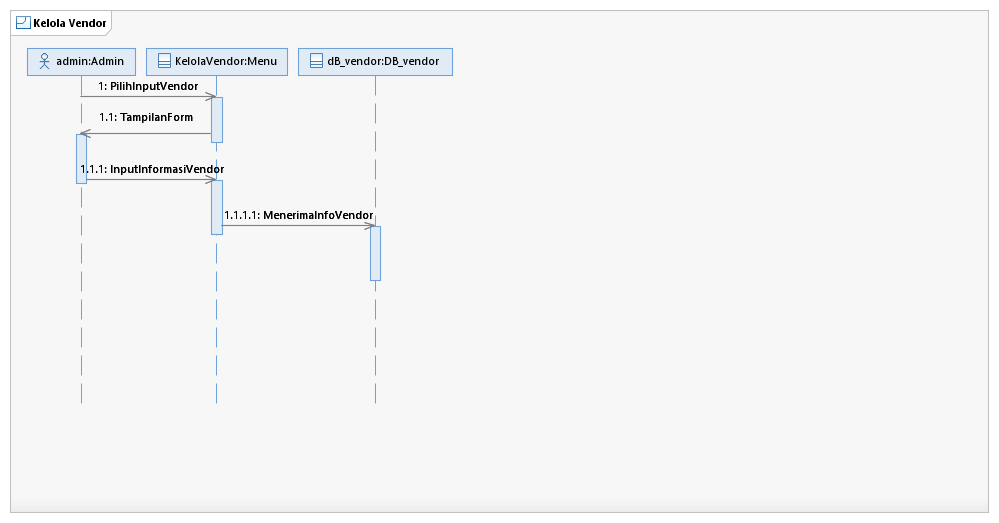 Kelola Vendor
admin:Admin
KelolaVendor:Menu
dB_vendor:DB_vendor
1: PilihInputVendor
1.1: TampilanForm
1.1.1: InputInformasiVendor
1.1.1.1: MenerimaInfoVendor